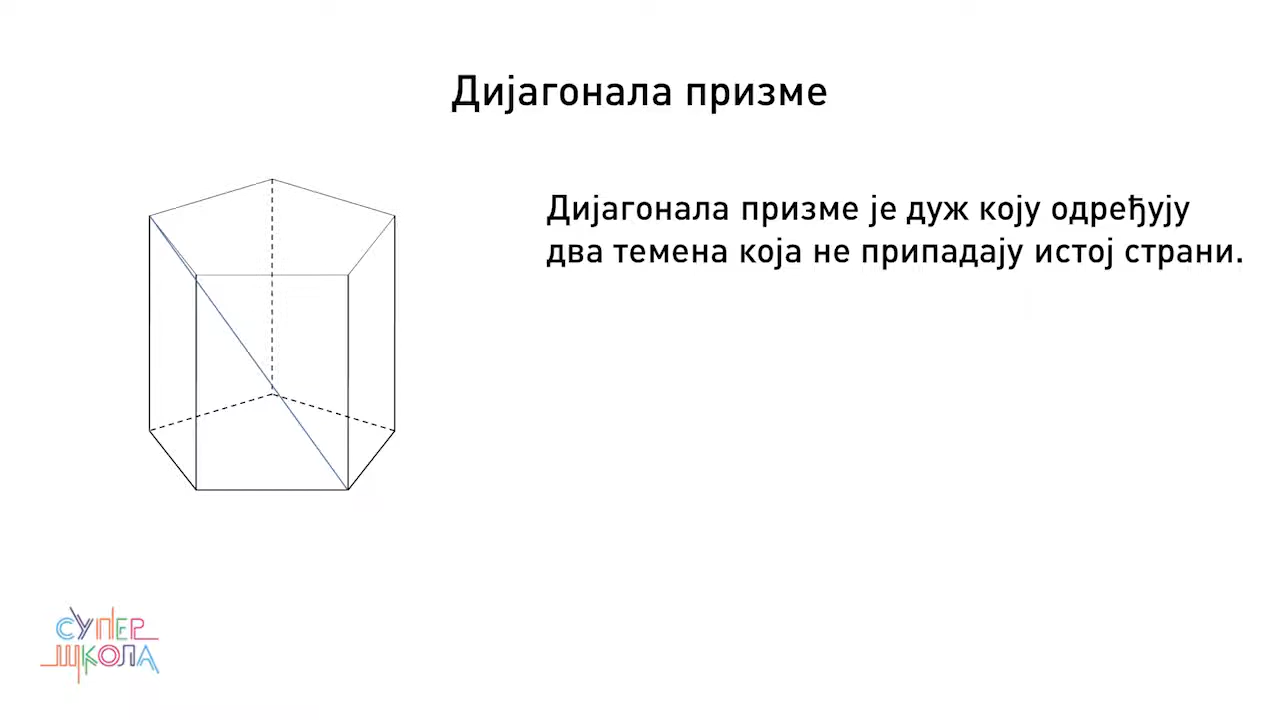 Дијагонала призме
Дијагонала призме је дуж коју одређују
два темена која не припадају истој страни.
СУПЕР
ШКОЛА